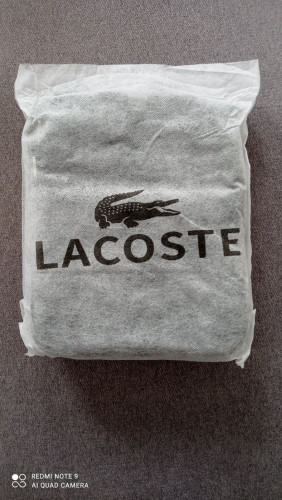 LACOSTE
REDMI NOTE 9
AI QUAD CAMERA